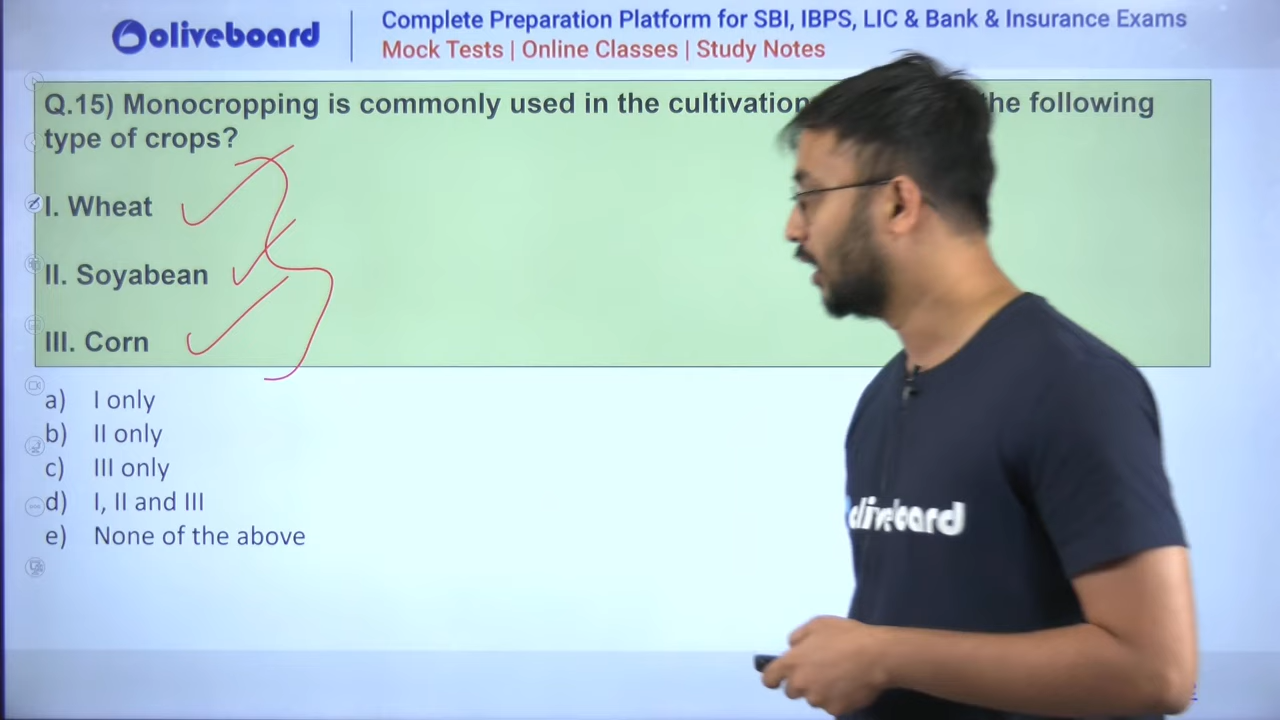 oliveboard
Complete Preparation Platform for SBI, IBPS, LIC & Bank & Insurance Exams
Mock Tests | Online Classes | Study Notes
Q.15) Monocropping is commonly used in the cultivation he following
type of crops?
I. Wheat
II. Soyabean
III. Corn
a) I only
b) II only
c) III only
d) I, II and III
e) None of the above
oliveboard